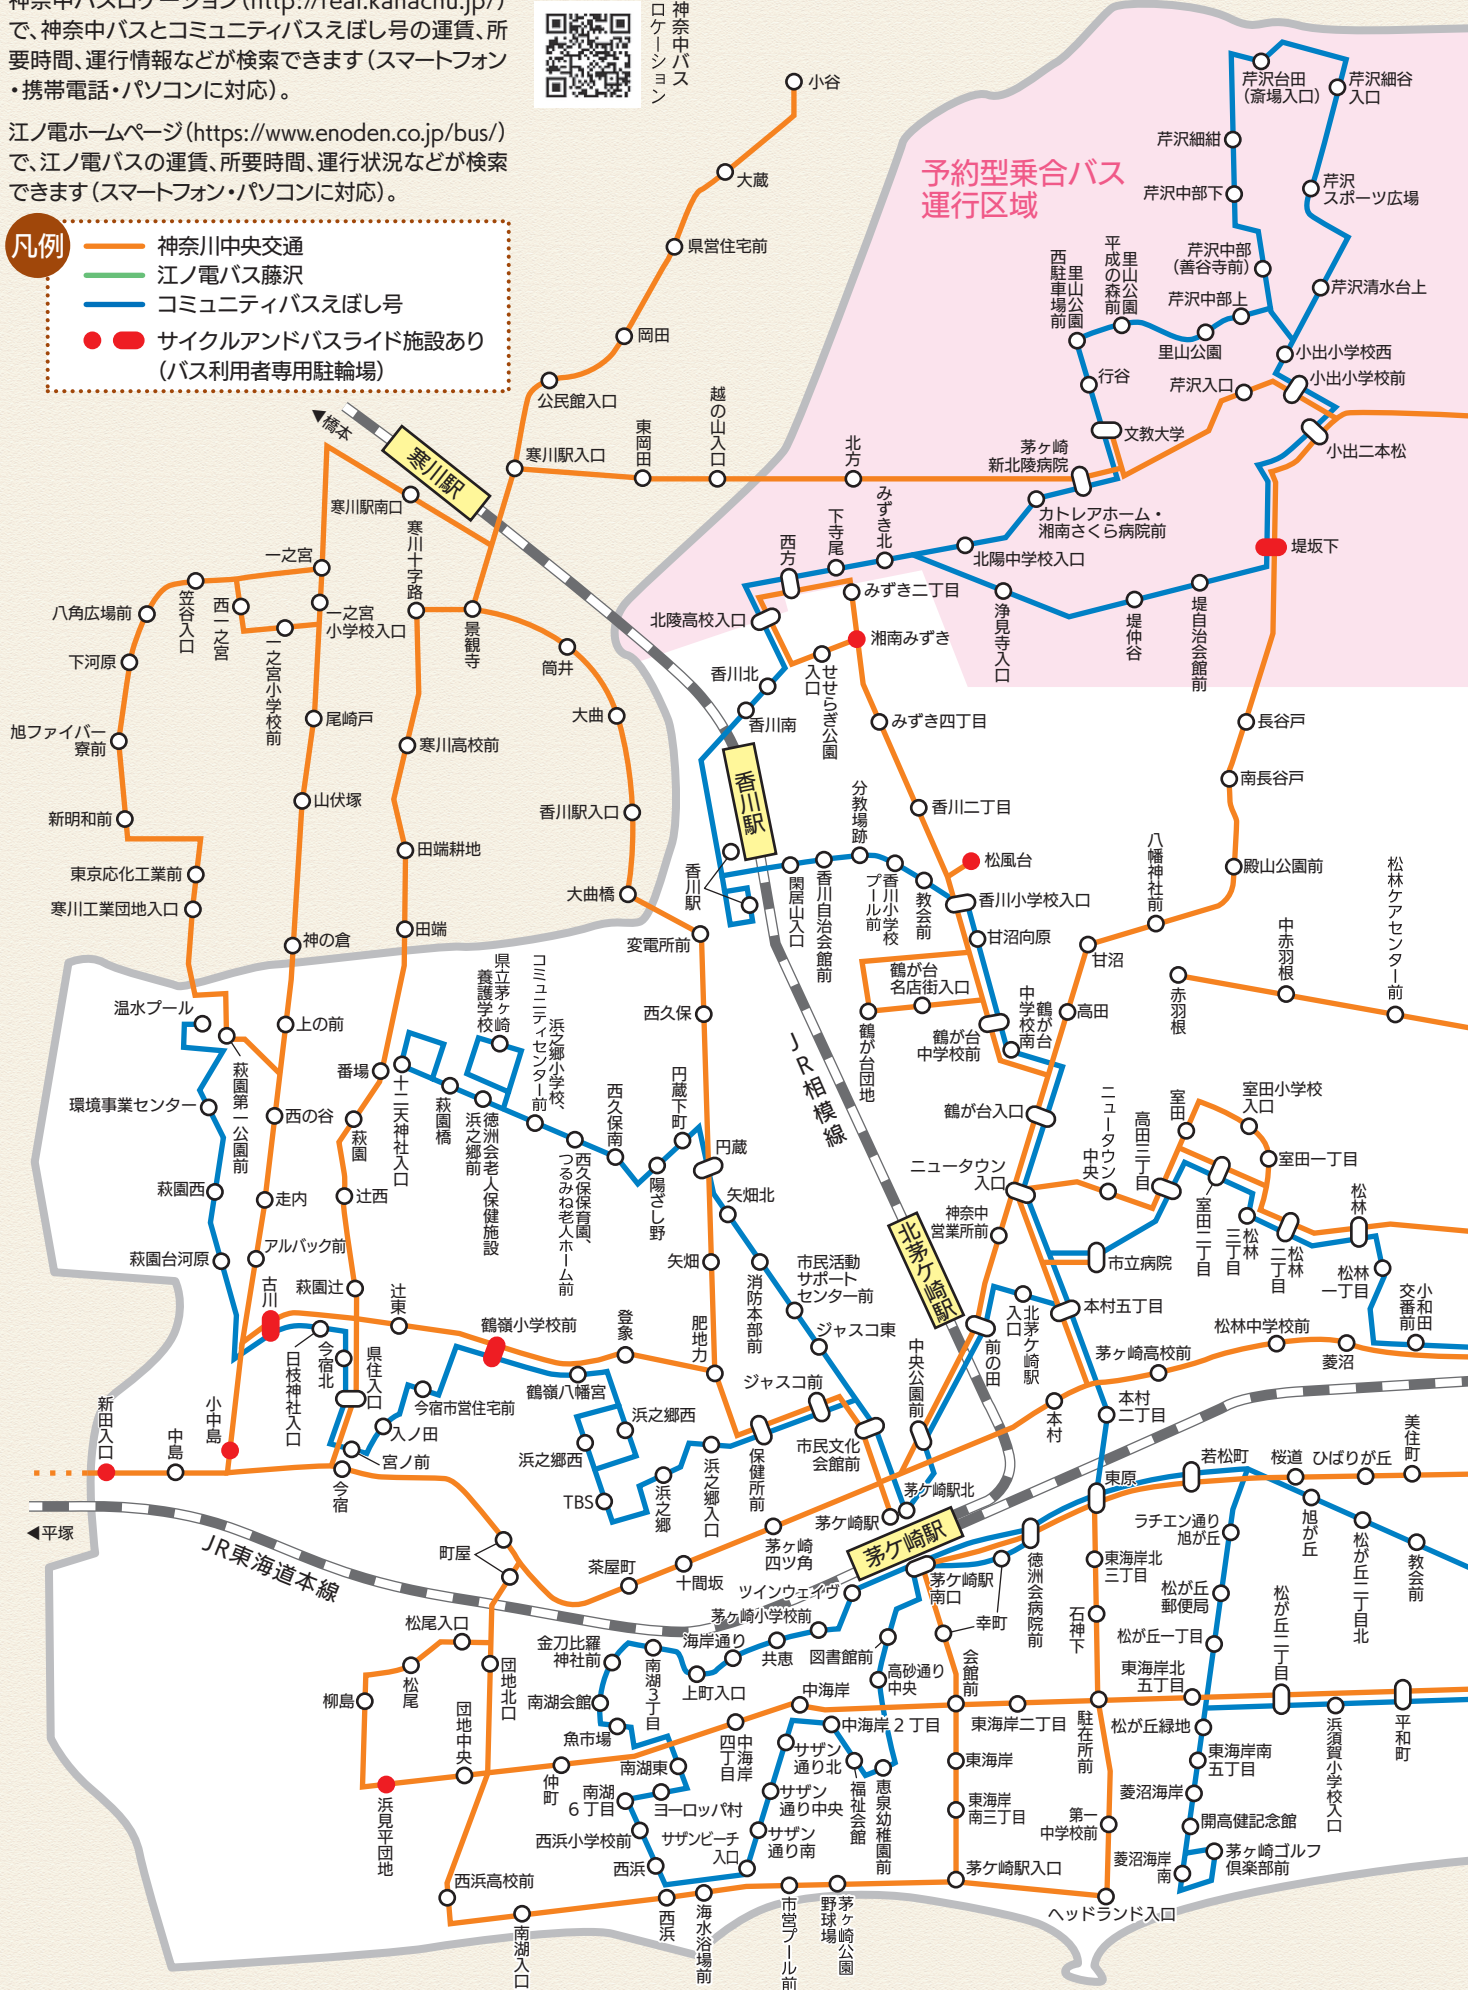 で、神奈中バスとコミュニティバスえぼし号の運賃、所
要時間、運行情報などが検索できます（スマートフォン
・携帯電話・パソコンに対応）。
江ノ電ホームページ（https://www.enoden.co.jp/bus/）
で、江ノ電バスの運賃、所要時間、運行状況などが検索
できます（スマートフォン・パソコンに対応）。
神奈中バス
ロケーション
凡例
神奈川中央交通
江ノ電バス藤沢
コミュニティバスえぼし号
サイクルアンドバスライド施設あり
（バス利用者専用駐輪場）
予約型乗合バス
運行区域
小谷
大蔵
県営住宅前
岡田
公民館入口
寒川駅入口
東岡田
越の山入口
北方
芹沢台田
（斎場入口）
芹沢細谷
入口
芹沢細紺
芹沢中部下
芹沢
スポーツ広場
芹沢中部
（善谷寺前）
芹沢清水台上
芹沢中部上
里山公園
平成の森前
里山公園
西駐車場前
里山公園
小出小学校西
小出小学校前
芹沢入口
行谷
文教大学
小出二本松
茅ヶ崎
新北陵病院
カトレアホーム・
湘南さくら病院前
堤坂下
橋本
寒川駅
寒川駅南口
寒川十字路
一之宮
笠谷入口
西一之宮
一之宮
小学校入口
一之宮小学校前
八角広場前
下河原
旭ファイバー
寮前
新明和前
東京応化工業前
寒川工業団地入口
尾崎戸
山伏塚
神の倉
景観寺
筒井
大曲
香川駅入口
大曲橋
寒川高校前
田端耕地
田端
西方
下寺尾
みずき北
北陽中学校入口
浄見寺入口
堤仲谷
堤自治会館前
北陵高校入口
みずき二丁目
湘南みずき
せせらぎ公園
入口
香川北
香川南
みずき四丁目
香川二丁目
長谷戸
南長谷戸
殿山公園前
八幡神社前
甘沼
香川駅
香川駅
閑居山入口
香川自治会館前
分教場跡
香川小学校
プール前
教会前
松風台
香川小学校入口
甘沼向原
鶴が台
名店街入口
鶴が台団地
鶴が台
中学校前
鶴が台
中学校南
高田
赤羽根
中赤羽根
松林ケアセンター前
変電所前
西久保
円蔵下町
円蔵
矢畑北
矢畑
温水プール
萩園第一公園前
上の前
環境事業センター
西の谷
萩園西
走内
萩園台河原
アルバック前
番場
萩園
辻西
萩園辻
辻東
十二天神社入口
萩園橋
県立茅ヶ崎
養護学校
徳洲会老人保健施設
浜之郷前
浜之郷小学校、
コミュニティセンター前
西久保保育園、
つるみね老人ホーム前
西久保南
陽ざし野
JR相模線
鶴が台入口
ニュータウン
入口
ニュータウン
中央
高田三丁目
室田
室田小学校
入口
室田一丁目
室田二丁目
松林
三丁目
松林
二丁目
松林
松林
一丁目
小和田
交番前
神奈中
営業所前
市立病院
本村五丁目
北茅ケ崎駅
北茅ケ崎駅
入口
前の田
中央公園前
松林中学校前
菱沼
茅ヶ崎高校前
本村
本村
二丁目
消防本部前
市民活動
サポート
センター前
ジャスコ東
ジャスコ前
市民文化
会館前
保健所前
肥地力
登象
鶴嶺小学校前
鶴嶺八幡宮
古川
日枝神社入口
今宿北
県住入口
今宿市営住宅前
入ノ田
宮ノ前
今宿
小中島
新田入口
中島
浜之郷西
浜之郷西
TBS
浜之郷
浜之郷入口
茅ヶ崎
四ツ角
十間坂
茶屋町
町屋
平塚
JR東海道本線
茅ケ崎駅
茅ケ崎駅北
茅ケ崎駅
茅ケ崎駅
南口
幸町
徳洲会病院前
東原
若松町
桜道
ひばりが丘
美住町
旭が丘
松が丘二丁目北
教会前
ラチエン通り
旭が丘
松が丘
郵便局
松が丘一丁目
松が丘二丁目
東海岸北
三丁目
石神下
東海岸北
五丁目
駐在所前
松が丘緑地
東海岸南
五丁目
菱沼海岸
開高健記念館
茅ヶ崎ゴルフ
倶楽部前
菱沼海岸
南
浜須賀小学校入口
平和町
ツインウェイヴ
茅ヶ崎小学校前
共恵
海岸通り
上町入口
南湖３丁目
金刀比羅
神社前
南湖会館
魚市場
南湖東
ヨーロッパ村
南湖
６丁目
西浜小学校前
西浜
サザンビーチ
入口
サザン
通り南
サザン
通り中央
サザン
通り北
中海岸２丁目
福祉会館
恵泉幼稚園前
高砂通り
中央
図書館前
会館前
東海岸二丁目
東海岸
東海岸
南三丁目
茅ケ崎駅入口
第一
中学校前
ヘッドランド入口
中海岸
中海岸
四丁目
仲町
松尾入口
松尾
柳島
浜見平団地
団地中央
団地北口
西浜高校前
南湖入口
西浜
海水浴場前
市営プール前
茅ヶ崎公園
野球場